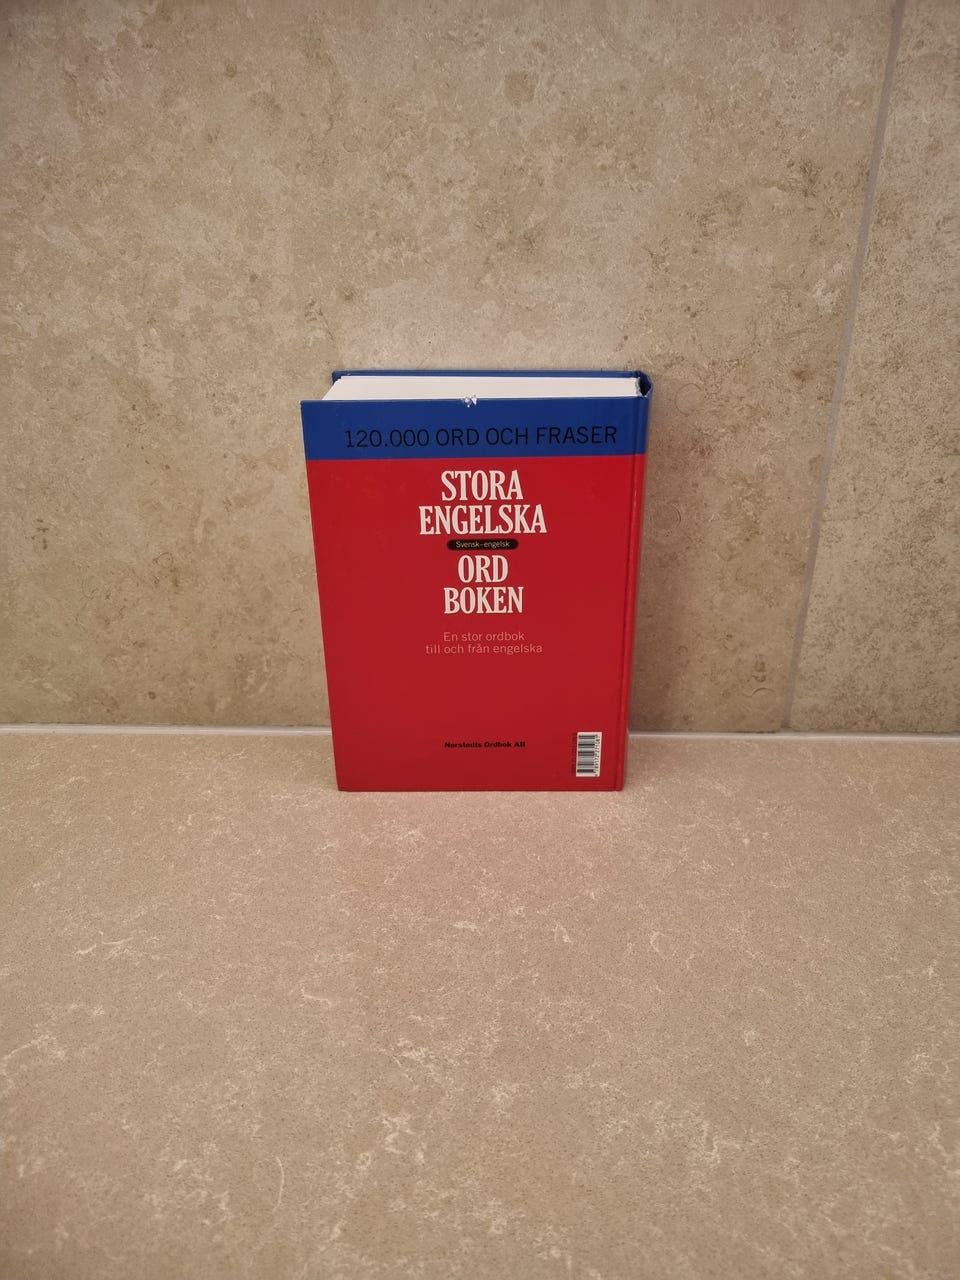 120.000 ORD OCH FRASER
STORA
ENGELSKA
Svensk-engelsk
ORD
BOKEN
En stor ordbok
till och från engelska
Norstedts Ordbok AB